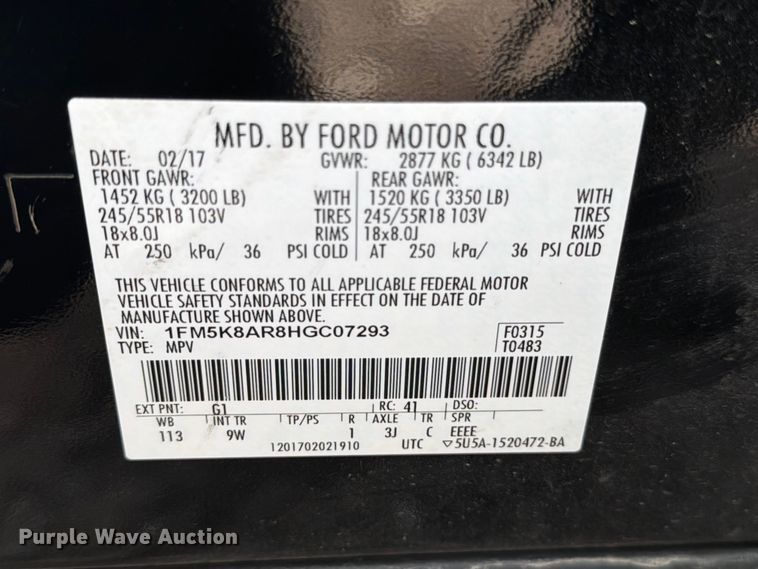 MFD. BY FORD MOTOR CO.
DATE: 02/17 GVWR: 2877 KG ( 6342 LB)
FRONT GAWR: REAR GAWR:
1452 KG ( 3200 LB) WITH 1520 KG ( 3350 LB) WITH
245/55R18 103V TIRES 245/55R18 103V TIRES
18x8.0J RIMS 18x8.0J RIMS
AT 250 kPa/ 36 PSI COLD AT 250 kPa/ 36 PSI COLD
THIS VEHICLE CONFORMS TO ALL APPLICABLE FEDERAL MOTOR
VEHICLE SAFETY STANDARDS IN EFFECT ON THE DATE OF
MANUFACTURE SHOWN ABOVE.
VIN: 1FM5K8AR8HGC07293 F0315
TYPE: MPV T0483
EXT PNT: G1 RC: 41 DSO:
WB INT TR TP/PS R AXLE TR SPR
113 9W 1 3J C EEEE
1201702021910 UTC ▽5U5A-1520472-BA
Purple Wave Auction